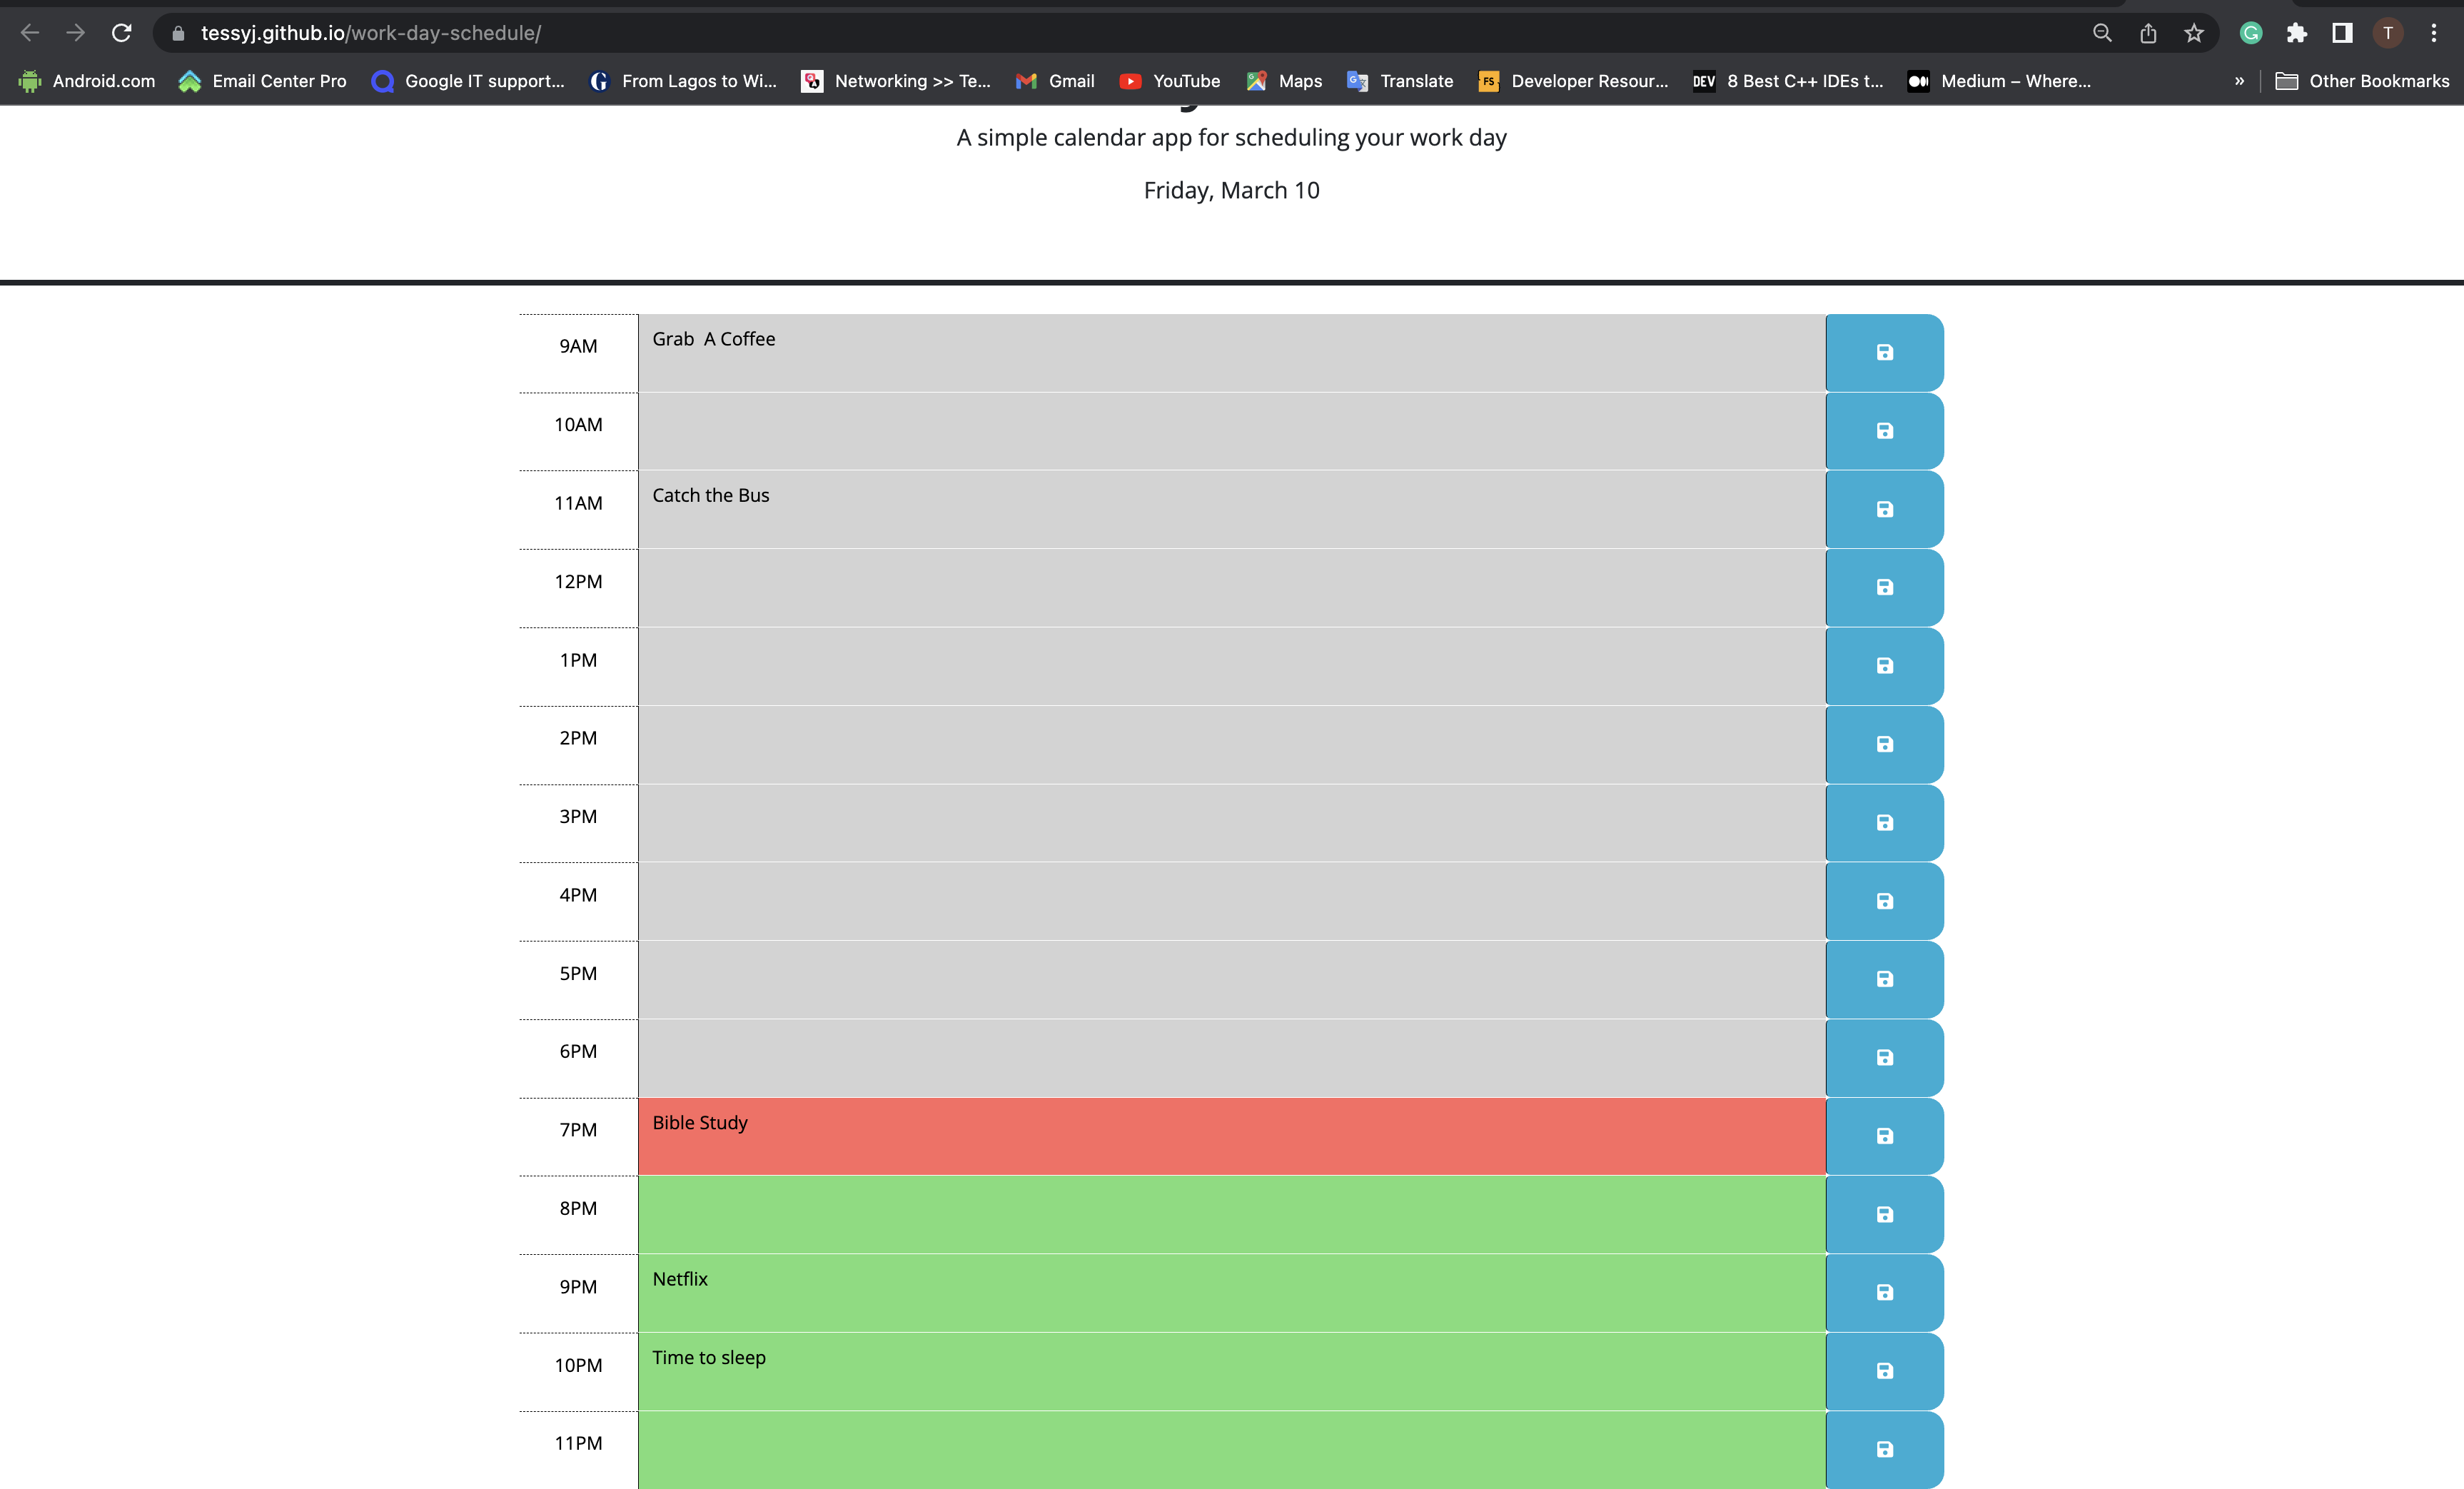 tessyj.github.io/work-day-schedule/
T
Android.com Email Center Pro Google IT support... From Lagos to Wi... Networking >> Te... Gmail YouTube Maps Translate FS Developer Resour... DEV 8 Best C++ IDEs t... Medium – Where... » Other Bookmarks
A simple calendar app for scheduling your work day
Friday, March 10
9AM Grab  A Coffee
10AM
11AM Catch the Bus
12PM
1PM
2PM
3PM
4PM
5PM
6PM
7PM Bible Study
8PM
9PM Netflix
10PM Time to sleep
11PM